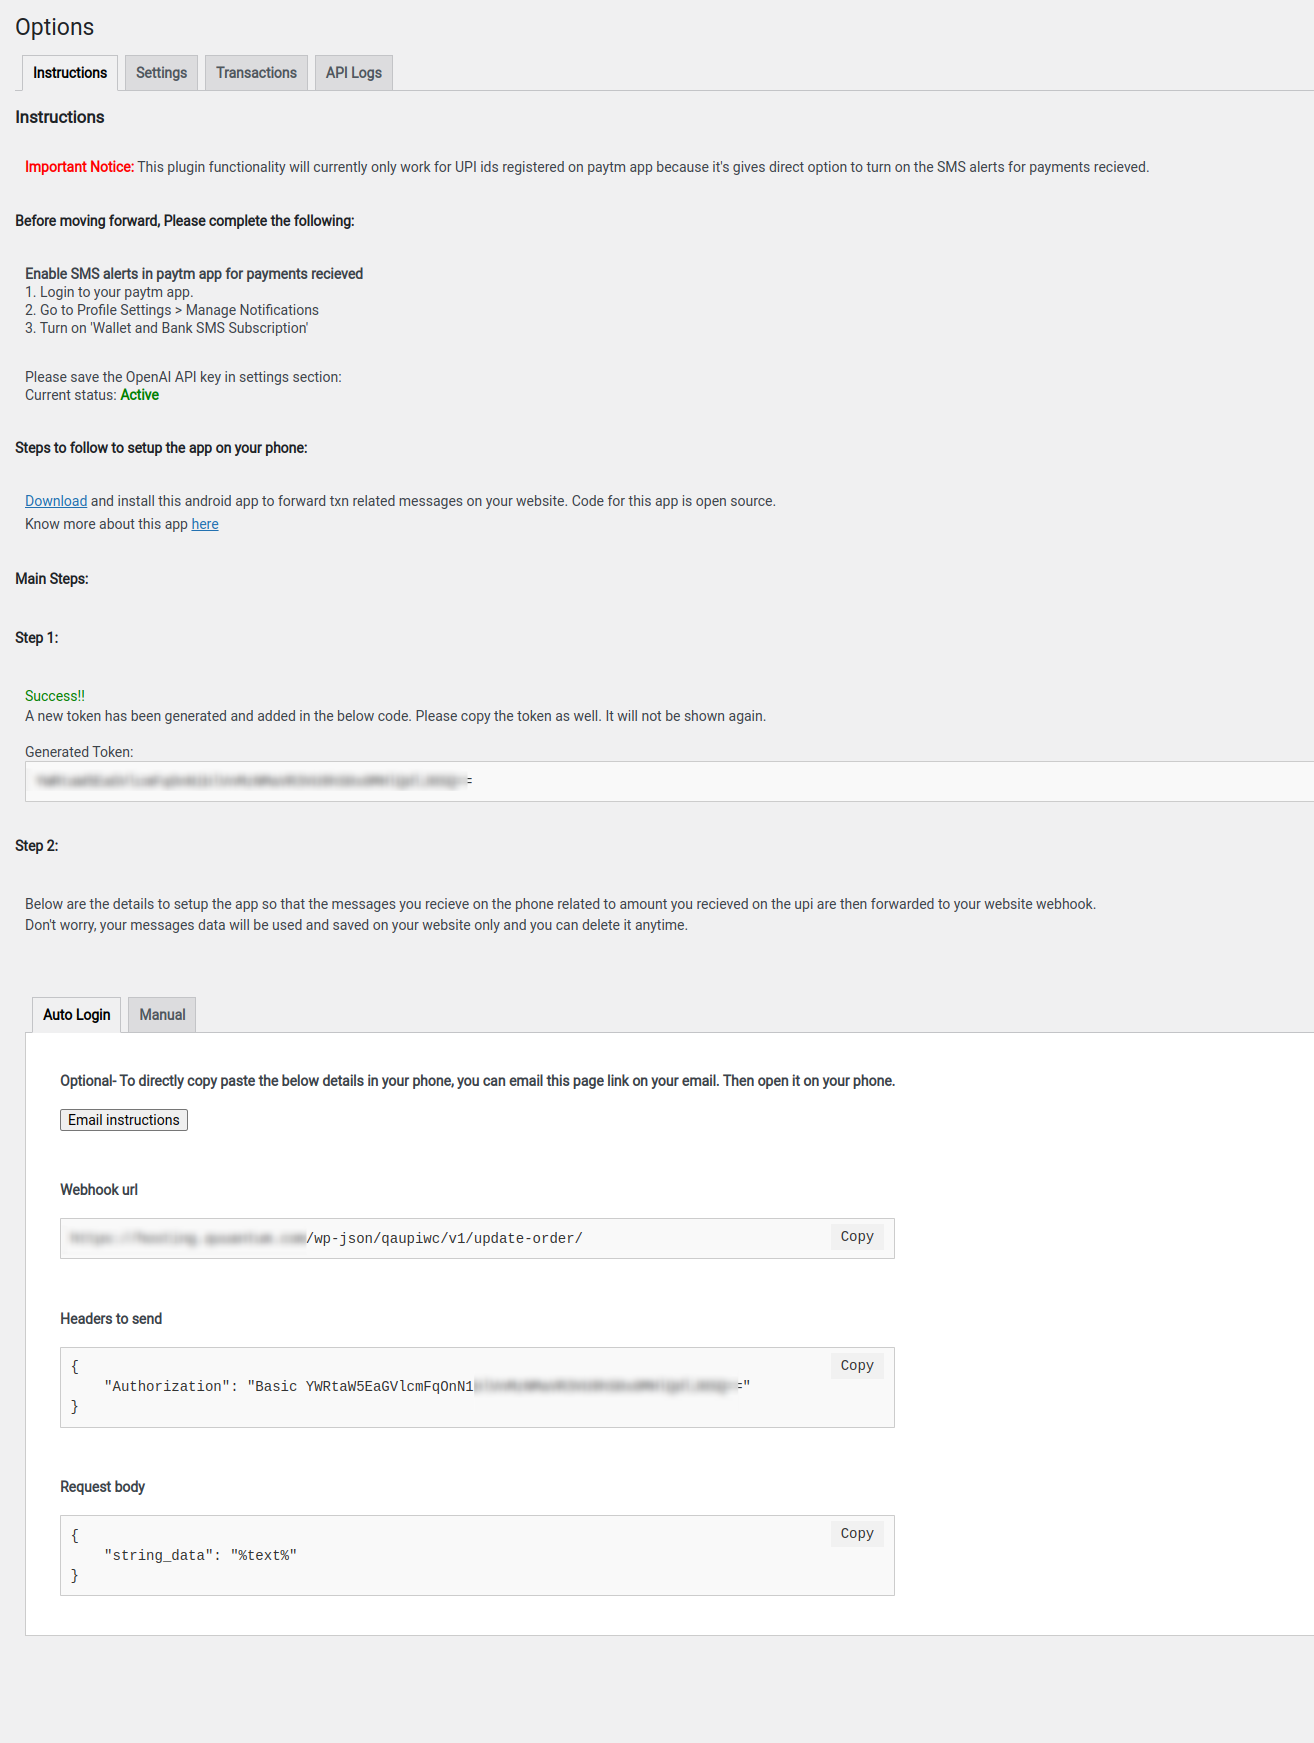 Options
Instructions Settings Transactions API Logs
Instructions
Important Notice: This plugin functionality will currently only work for UPI ids registered on paytm app because it's gives direct option to turn on the SMS alerts for payments recieved.
Before moving forward, Please complete the following:
Enable SMS alerts in paytm app for payments recieved
1. Login to your paytm app.
2. Go to Profile Settings > Manage Notifications
3. Turn on 'Wallet and Bank SMS Subscription'
Please save the OpenAI API key in settings section:
Current status: Active
Steps to follow to setup the app on your phone:
Download and install this android app to forward txn related messages on your website. Code for this app is open source.
Know more about this app here
Main Steps:
Step 1:
Success!!
A new token has been generated and added in the below code. Please copy the token as well. It will not be shown again.
Generated Token:
=
Step 2:
Below are the details to setup the app so that the messages you recieve on the phone related to amount you recieved on the upi are then forwarded to your website webhook.
Don't worry, your messages data will be used and saved on your website only and you can delete it anytime.
Auto Login Manual
Optional- To directly copy paste the below details in your phone, you can email this page link on your email. Then open it on your phone.
Email instructions
Webhook url
/wp-json/qaupiwc/v1/update-order/ Copy
Headers to send
{ Copy
"Authorization": "Basic YWRtaW5EaGVlcmFqOnN1 ="
}
Request body
{ Copy
"string_data": "%text%"
}